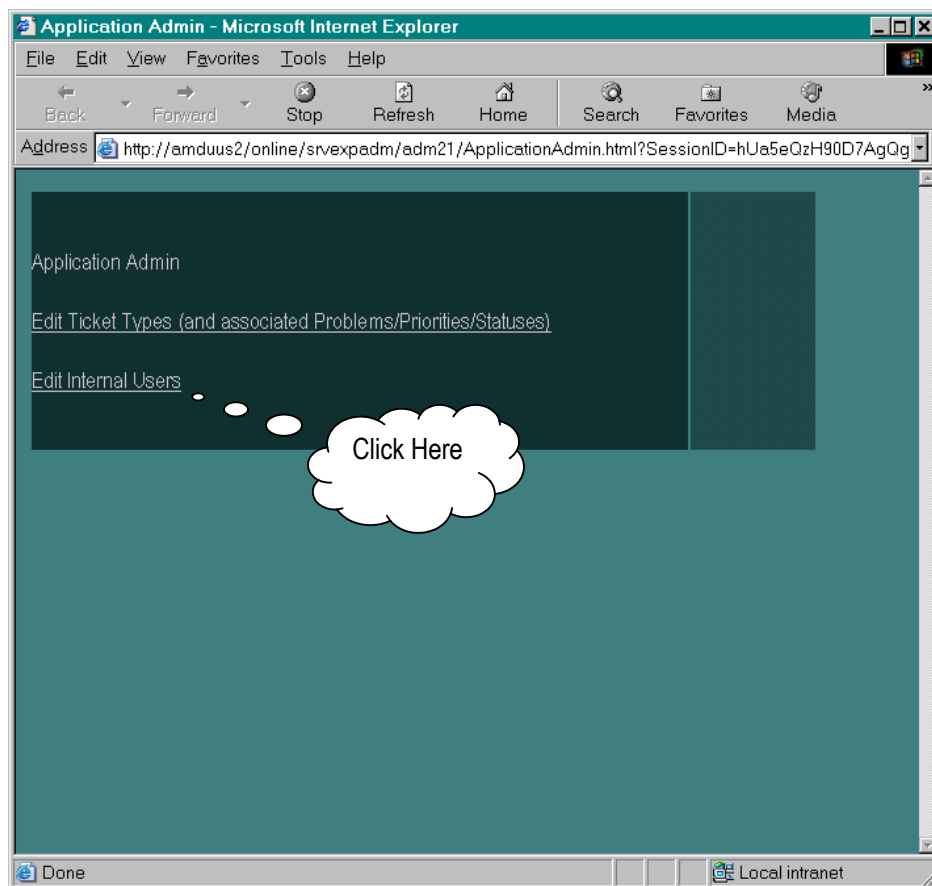 Application Admin - Microsoft Internet Explorer
File Edit View Favorites Tools Help
Back Forward Stop Refresh Home Search Favorites Media »
Address http://amduus2/online/srvexpadm/adm21/ApplicationAdmin.html?SessionID=hUa5eQzH90D7AgQg
Application Admin
Edit Ticket Types (and associated Problems/Priorities/Statuses)
Edit Internal Users
Click Here
Done Local intranet